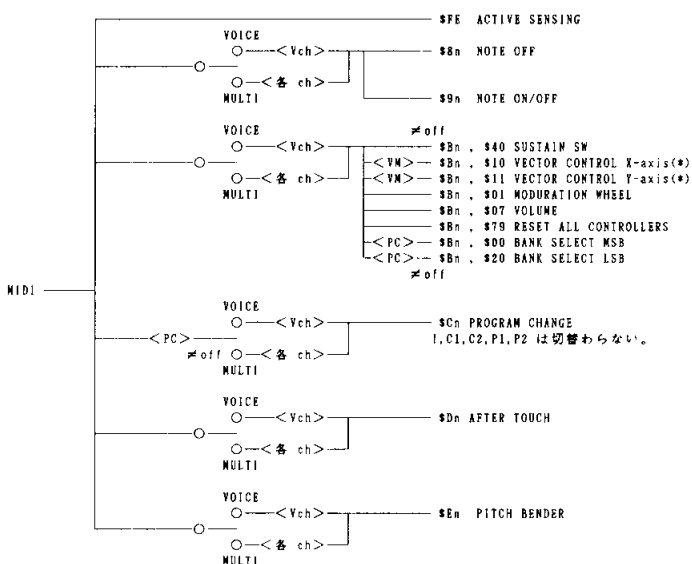 $FE ACTIVE SENSING
VOICE
<Vch> $8n NOTE OFF
<各 ch>
MULTI $9n NOTE ON/OFF
VOICE ≠off
<Vch> $Bn , $40 SUSTAIN SW
<VM> $Bn , $10 VECTOR CONTROL X-axis(*)
<各 ch> <VM> $Bn , $11 VECTOR CONTROL Y-axis(*)
MULTI $Bn , $01 MODURATION WHEEL
$Bn , $07 VOLUME
$Bn , $79 RESET ALL CONTROLLERS
<PC> $Bn , $00 BANK SELECT MSB
<PC> $Bn , $20 BANK SELECT LSB
≠off
MIDI
VOICE
<Vch> $Cn PROGRAM CHANGE
<PC> I,C1,C2,P1,P2 は切替わらない。
≠off <各 ch>
MULTI
VOICE
<Vch> $Dn AFTER TOUCH
<各 ch>
MULTI
VOICE
<Vch> $En PITCH BENDER
<各 ch>
MULTI